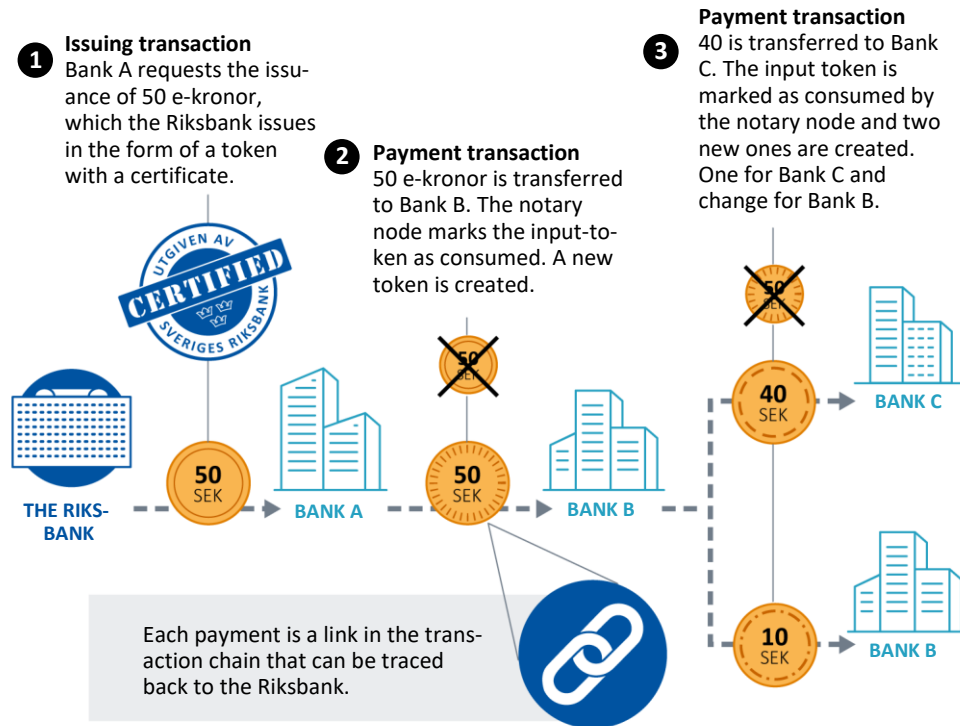 1
Issuing transaction
Bank A requests the issu-
ance of 50 e-kronor,
which the Riksbank issues
in the form of a token
with a certificate.
2
Payment transaction
50 e-kronor is transferred
to Bank B. The notary
node marks the input-to-
ken as consumed. A new
token is created.
3
Payment transaction
40 is transferred to Bank
C. The input token is
marked as consumed by
the notary node and two
new ones are created.
One for Bank C and
change for Bank B.
UTGIVEN AV
CERTIFIED
SVERIGES RIKSBANK
50
SEK
50
SEK
40
SEK
BANK C
THE RIKS-
BANK
50
SEK
BANK A
50
SEK
BANK B
10
SEK
BANK B
Each payment is a link in the trans-
action chain that can be traced
back to the Riksbank.